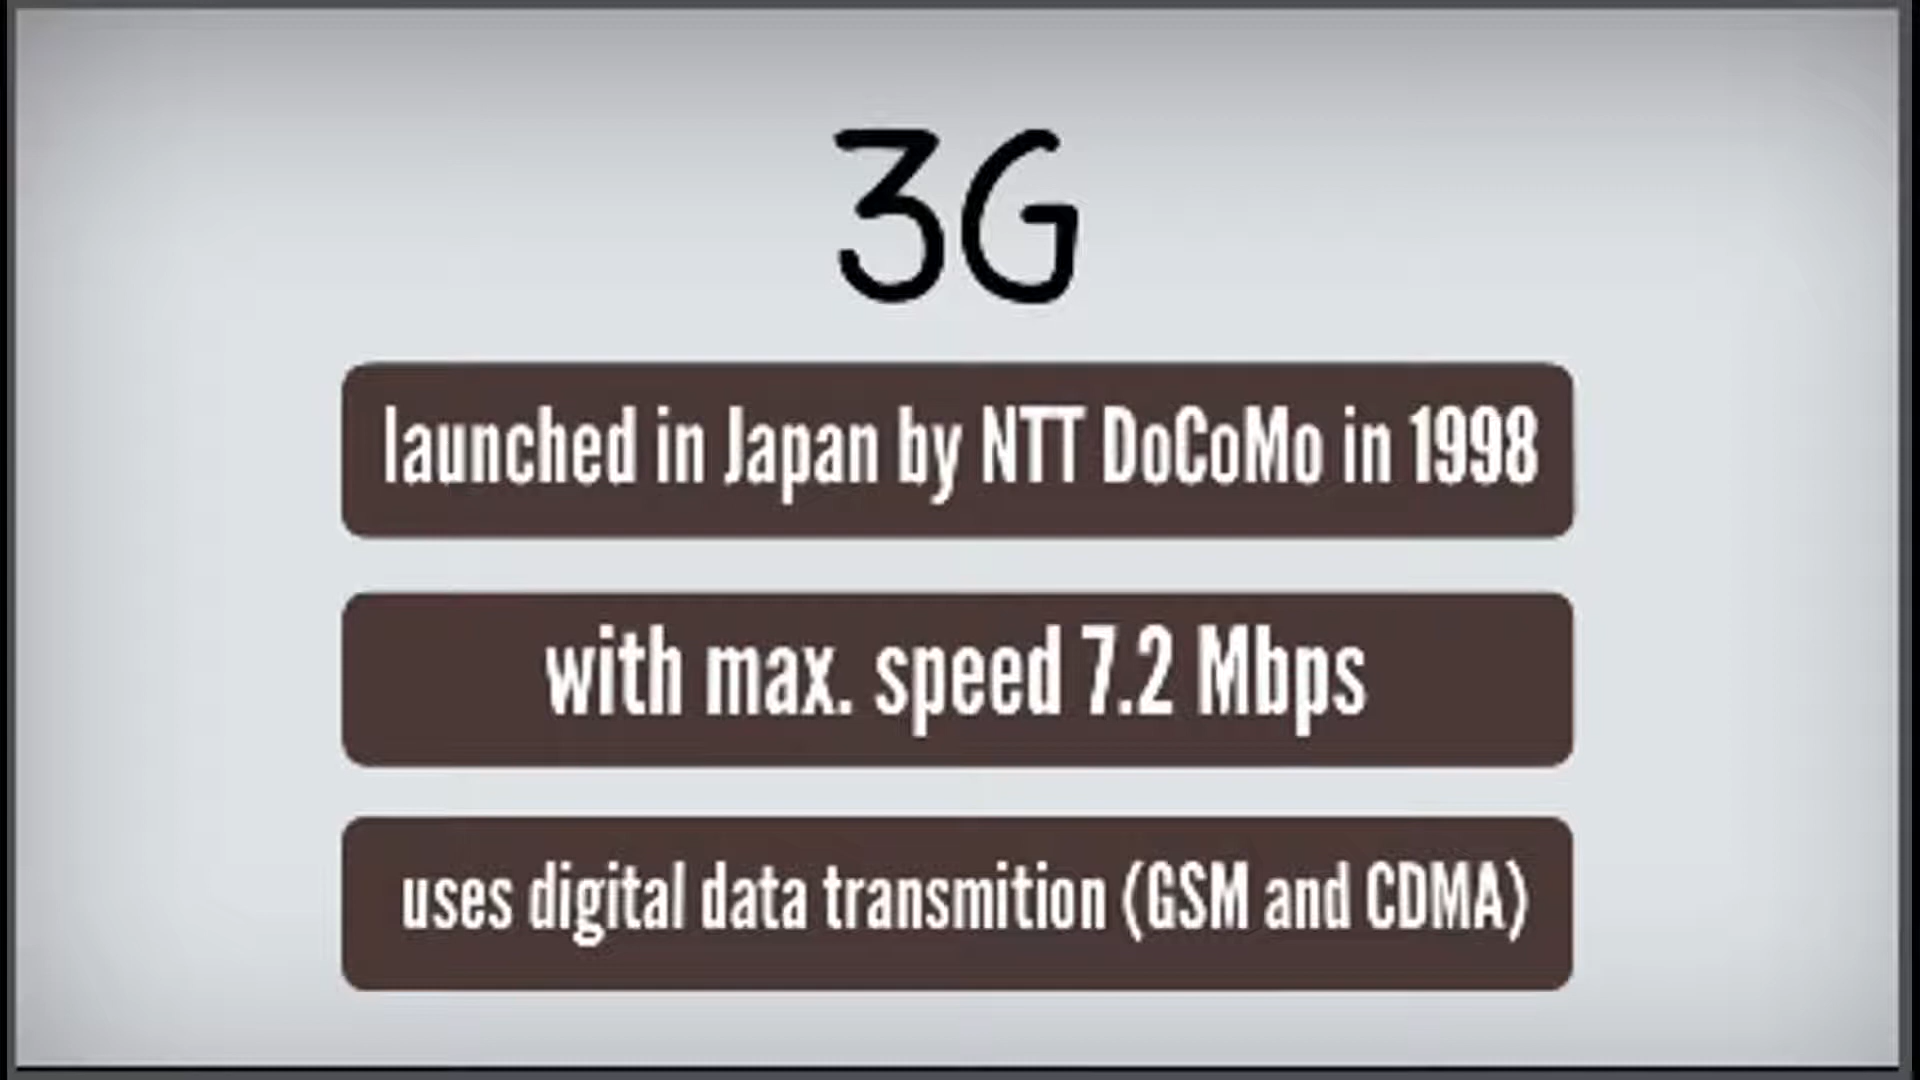 3G
launched in Japan by NTT DoCoMo in 1998
with max. speed 7.2 Mbps
uses digital data transmition (GSM and CDMA)